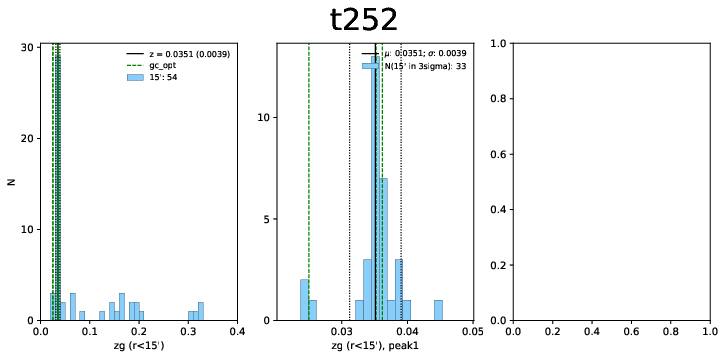 t252
z = 0.0351 (0.0039)
gc_opt
15': 54
30
20
10
0
N
0.0 0.1 0.2 0.3 0.4
zg (r<15')
μ: 0.0351; σ: 0.0039
N(15' in 3sigma): 33
10
5
0
0.03 0.04 0.05
zg (r<15'), peak1
1.0
0.8
0.6
0.4
0.2
0.0
0.0 0.2 0.4 0.6 0.8 1.0